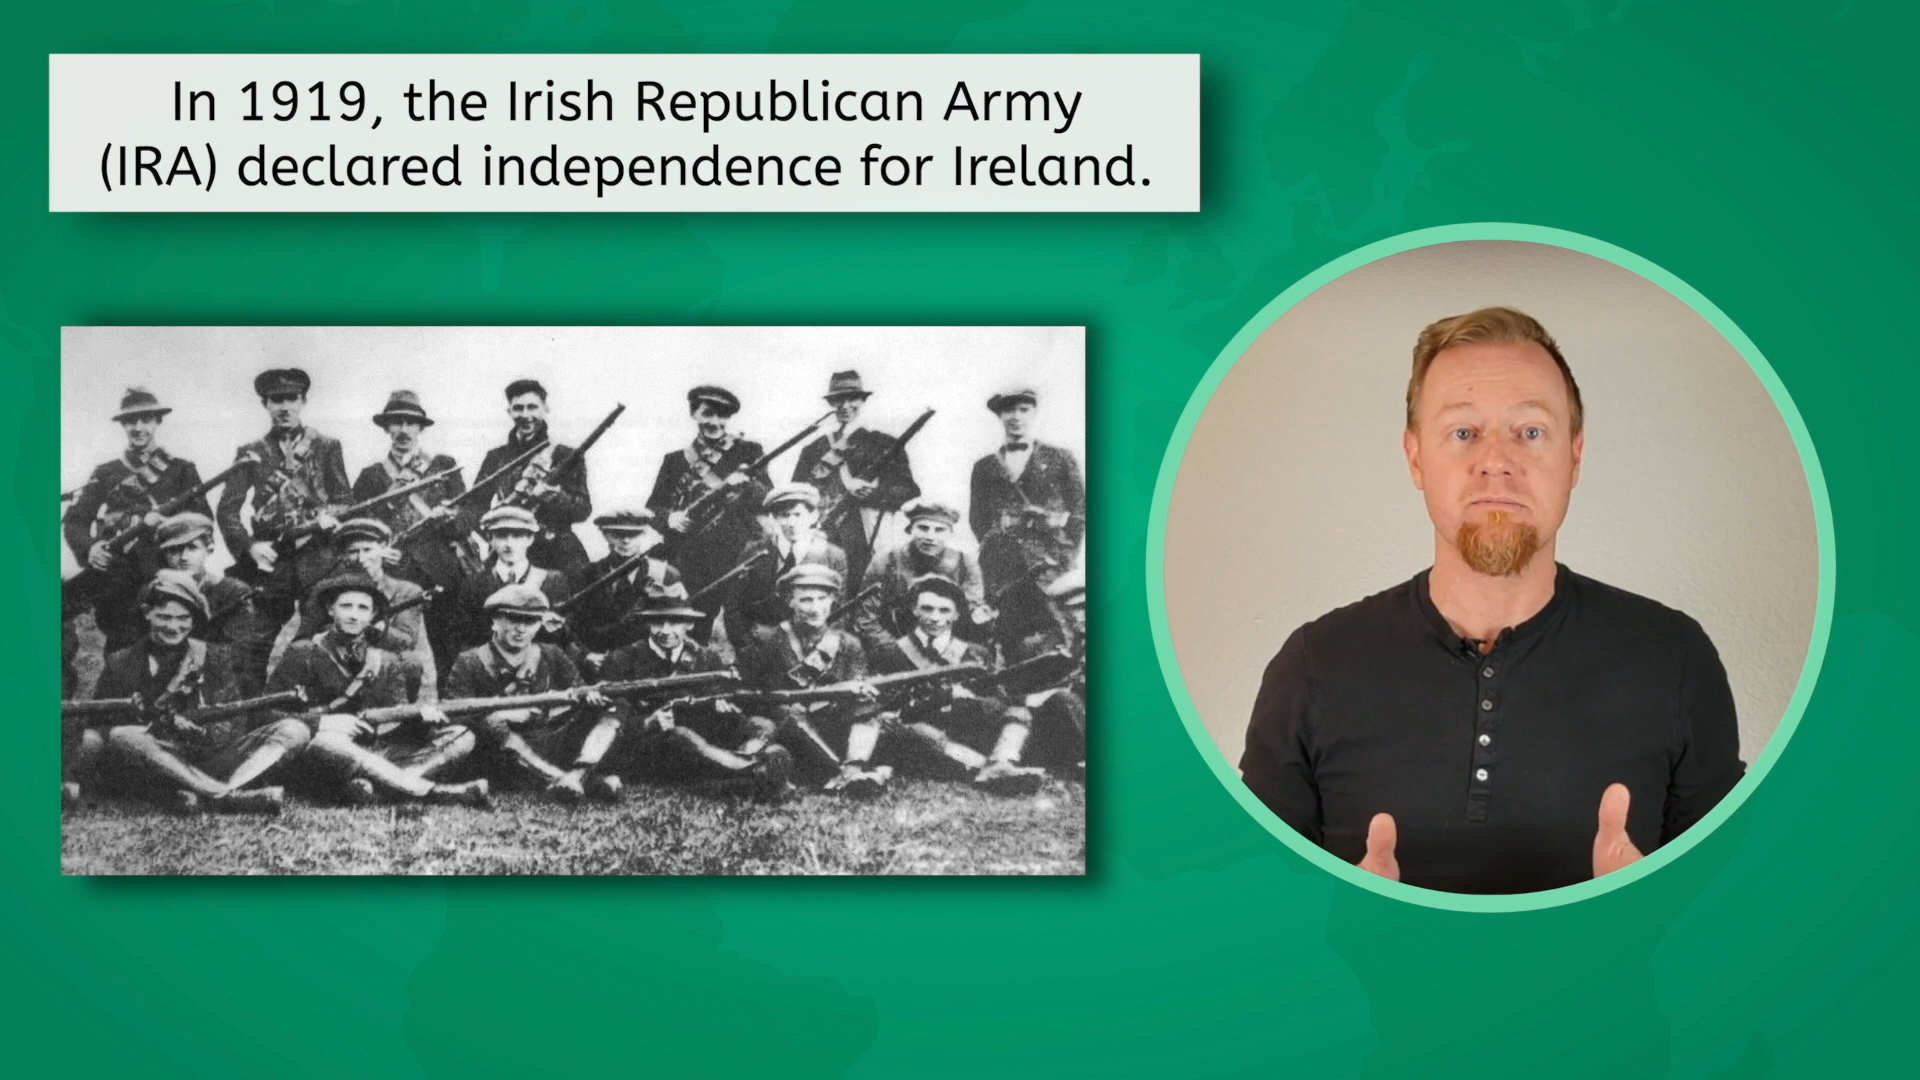 In 1919, the Irish Republican Army
(IRA) declared independence for Ireland.